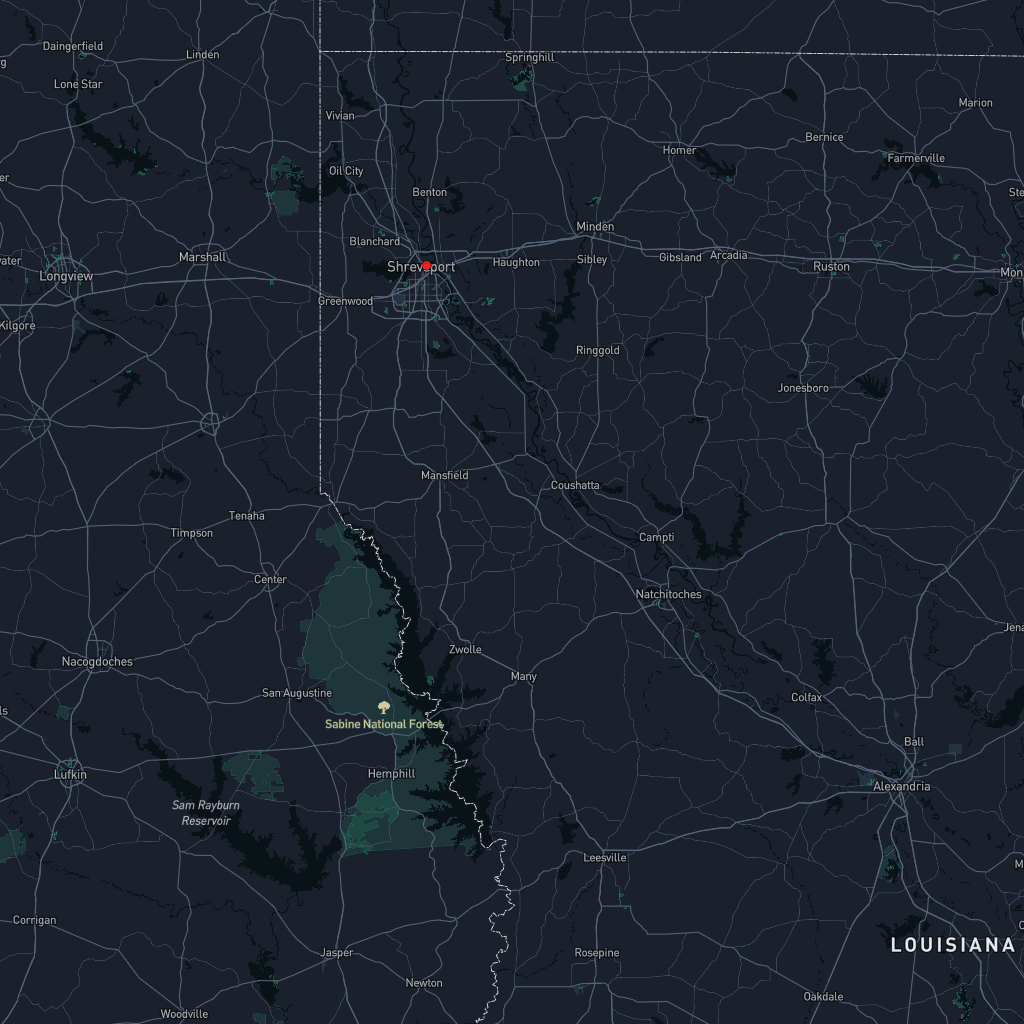 Daingerfield
Linden
Springhill
Lone Star
Marion
Vivian
Bernice
Homer
Farmerville
Oil City
Benton
Minden
Blanchard
Marshall
Shreveport
Haughton
Sibley
Gibsland
Arcadia
Ruston
Longview
Greenwood
Kilgore
Ringgold
Jonesboro
Mansfield
Coushatta
Tenaha
Timpson
Campti
Center
Natchitoches
Zwolle
Nacogdoches
Many
San Augustine
Colfax
Sabine National Forest
Ball
Lufkin
Hemphill
Alexandria
Sam Rayburn
Reservoir
Leesville
Corrigan
LOUISIANA
Jasper
Rosepine
Newton
Oakdale
Woodville